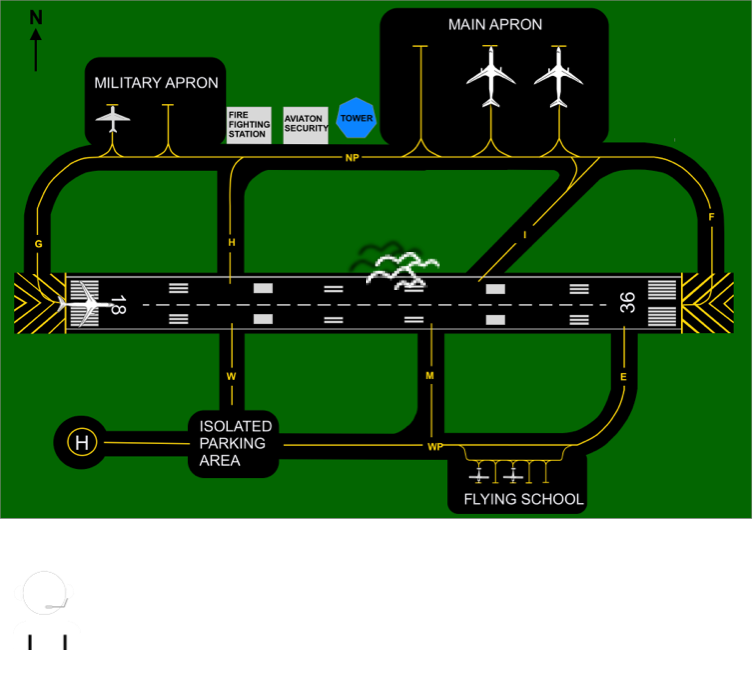 N
MAIN APRON
MILITARY APRON
FIRE
FIGHTING
STATION
AVIATON
SECURITY
TOWER
NP
G
H
I
F
18
36
W
M
E
H
ISOLATED
PARKING
AREA
WP
FLYING SCHOOL